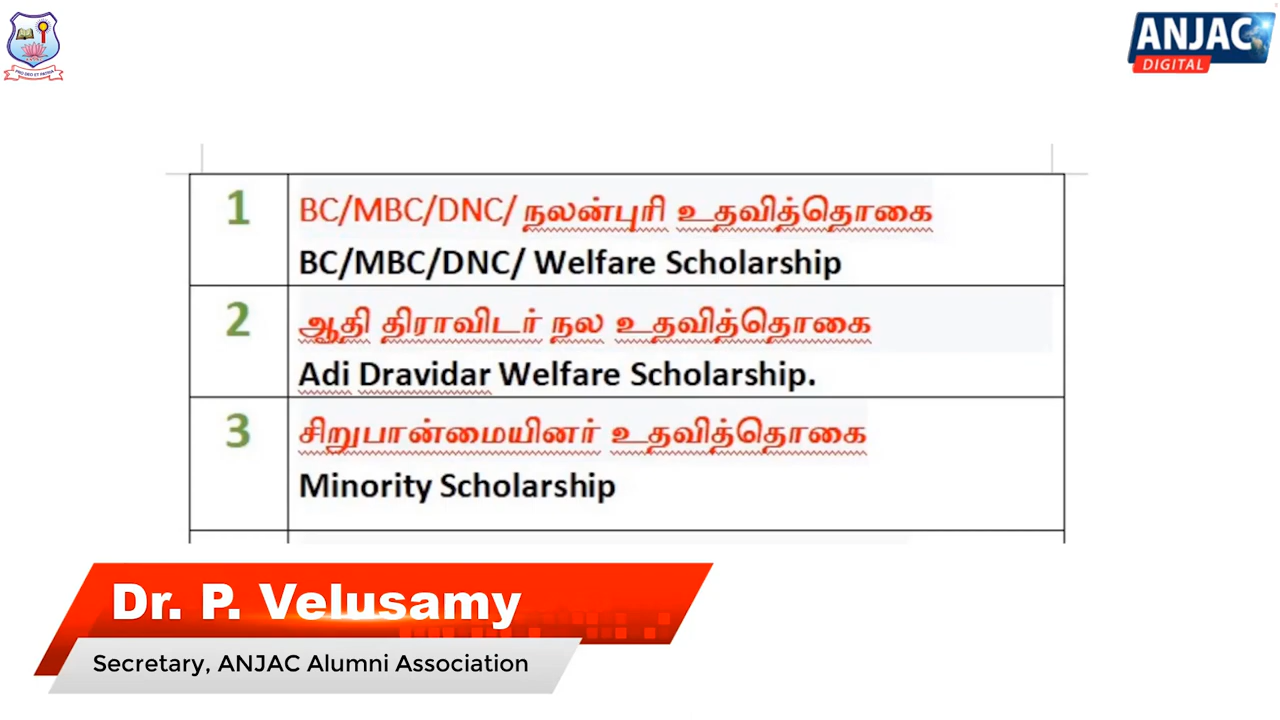 ANJAC
DIGITAL
1
BC/MBC/DNC/ நலன்புரி உதவித்தொகை
BC/MBC/DNC/ Welfare Scholarship
2
ஆதி திராவிடர் நல உதவித்தொகை
Adi Dravidar Welfare Scholarship.
3
சிறுபான்மையினர் உதவித்தொகை
Minority Scholarship
Dr. P. Velusamy
Secretary, ANJAC Alumni Association